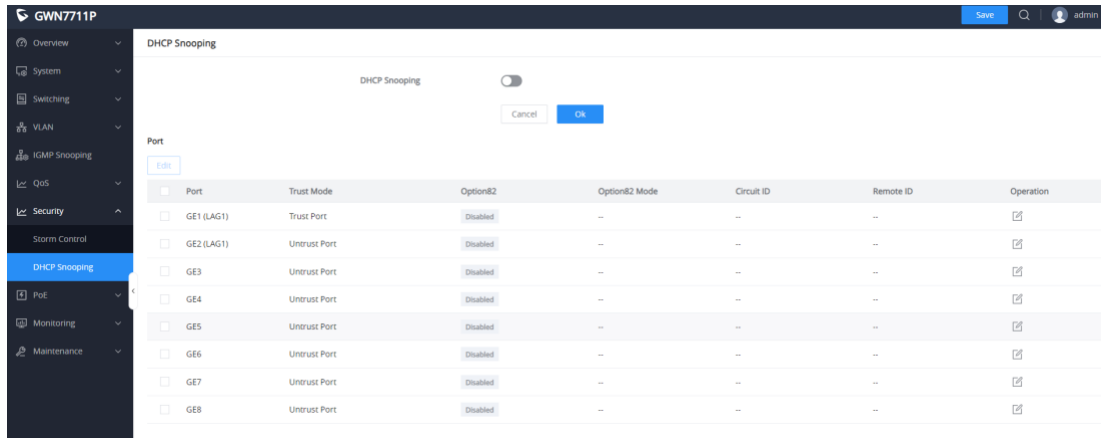 GWN7711P
Save
admin
Overview
System
Switching
VLAN
IGMP Snooping
QoS
Security
Storm Control
DHCP Snooping
PoE
Monitoring
Maintenance
DHCP Snooping
DHCP Snooping
Cancel Ok
Port
Edit
Port Trust Mode Option82 Option82 Mode Circuit ID Remote ID Operation
GE1 (LAG1) Trust Port Disabled -- -- --
GE2 (LAG1) Untrust Port Disabled -- -- --
GE3 Untrust Port Disabled -- -- --
GE4 Untrust Port Disabled -- -- --
GE5 Untrust Port Disabled -- -- --
GE6 Untrust Port Disabled -- -- --
GE7 Untrust Port Disabled -- -- --
GE8 Untrust Port Disabled -- -- --